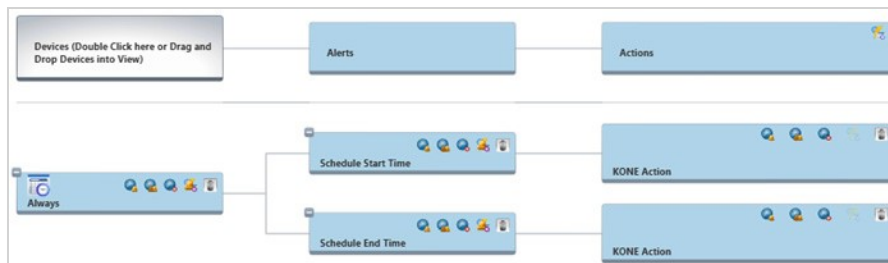 Devices (Double Click here or Drag and
Drop Devices into View)
Alerts
Actions
Schedule Start Time
KONE Action
Always
Schedule End Time
KONE Action